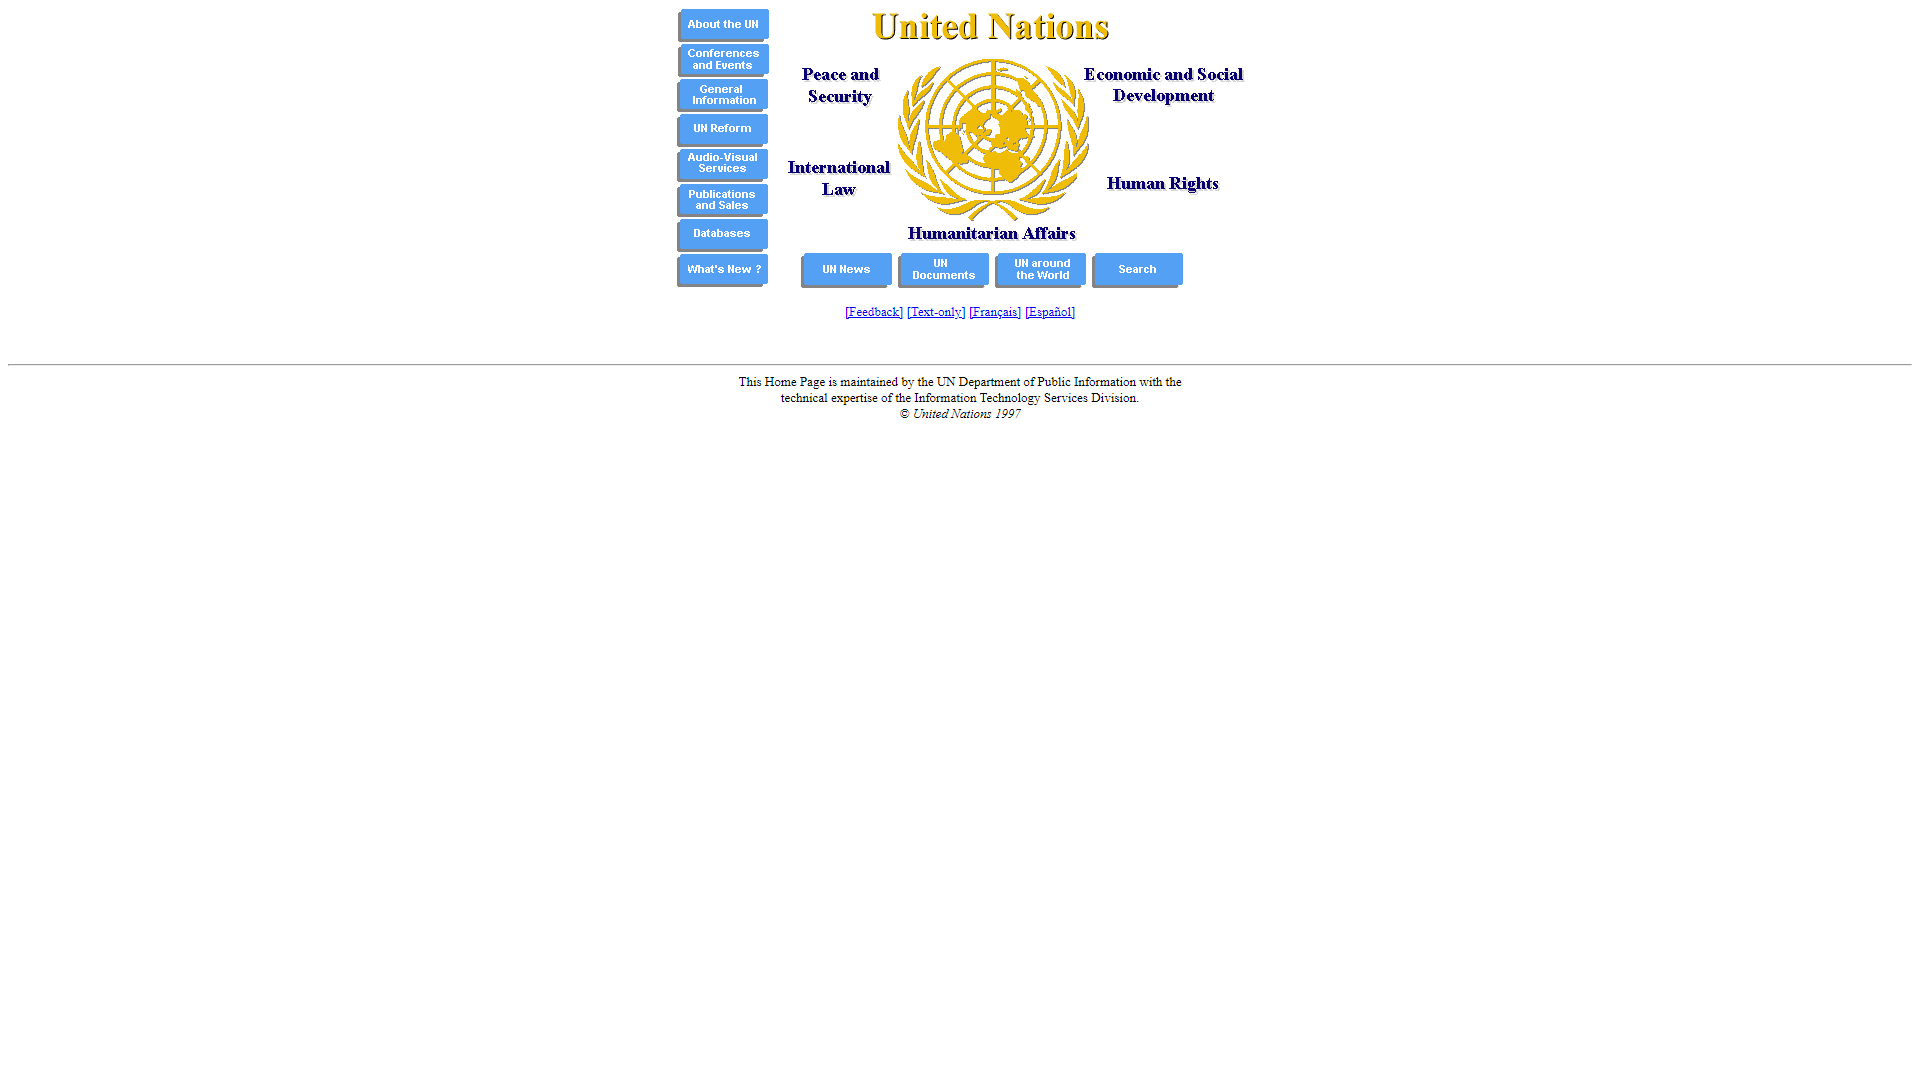 About the UN
Conferences
and Events
General
Information
UN Reform
Audio-Visual
Services
Publications
and Sales
Databases
What's New ?
United Nations
Peace and
Security
Economic and Social
Development
International
Law
Human Rights
Humanitarian Affairs
UN News
UN
Documents
UN around
the World
Search
[Feedback] [Text-only] [Français] [Español]
This Home Page is maintained by the UN Department of Public Information with the
technical expertise of the Information Technology Services Division.
© United Nations 1997